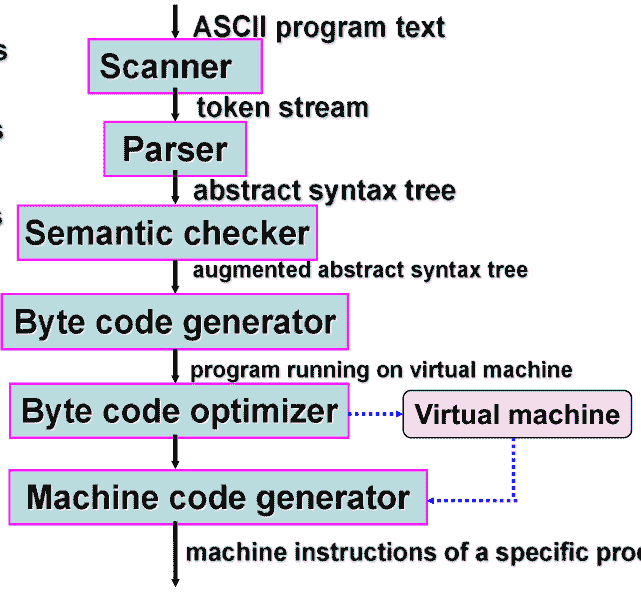 ASCII program text
Scanner
token stream
Parser
abstract syntax tree
Semantic checker
augmented abstract syntax tree
Byte code generator
program running on virtual machine
Byte code optimizer
Virtual machine
Machine code generator
machine instructions of a specific